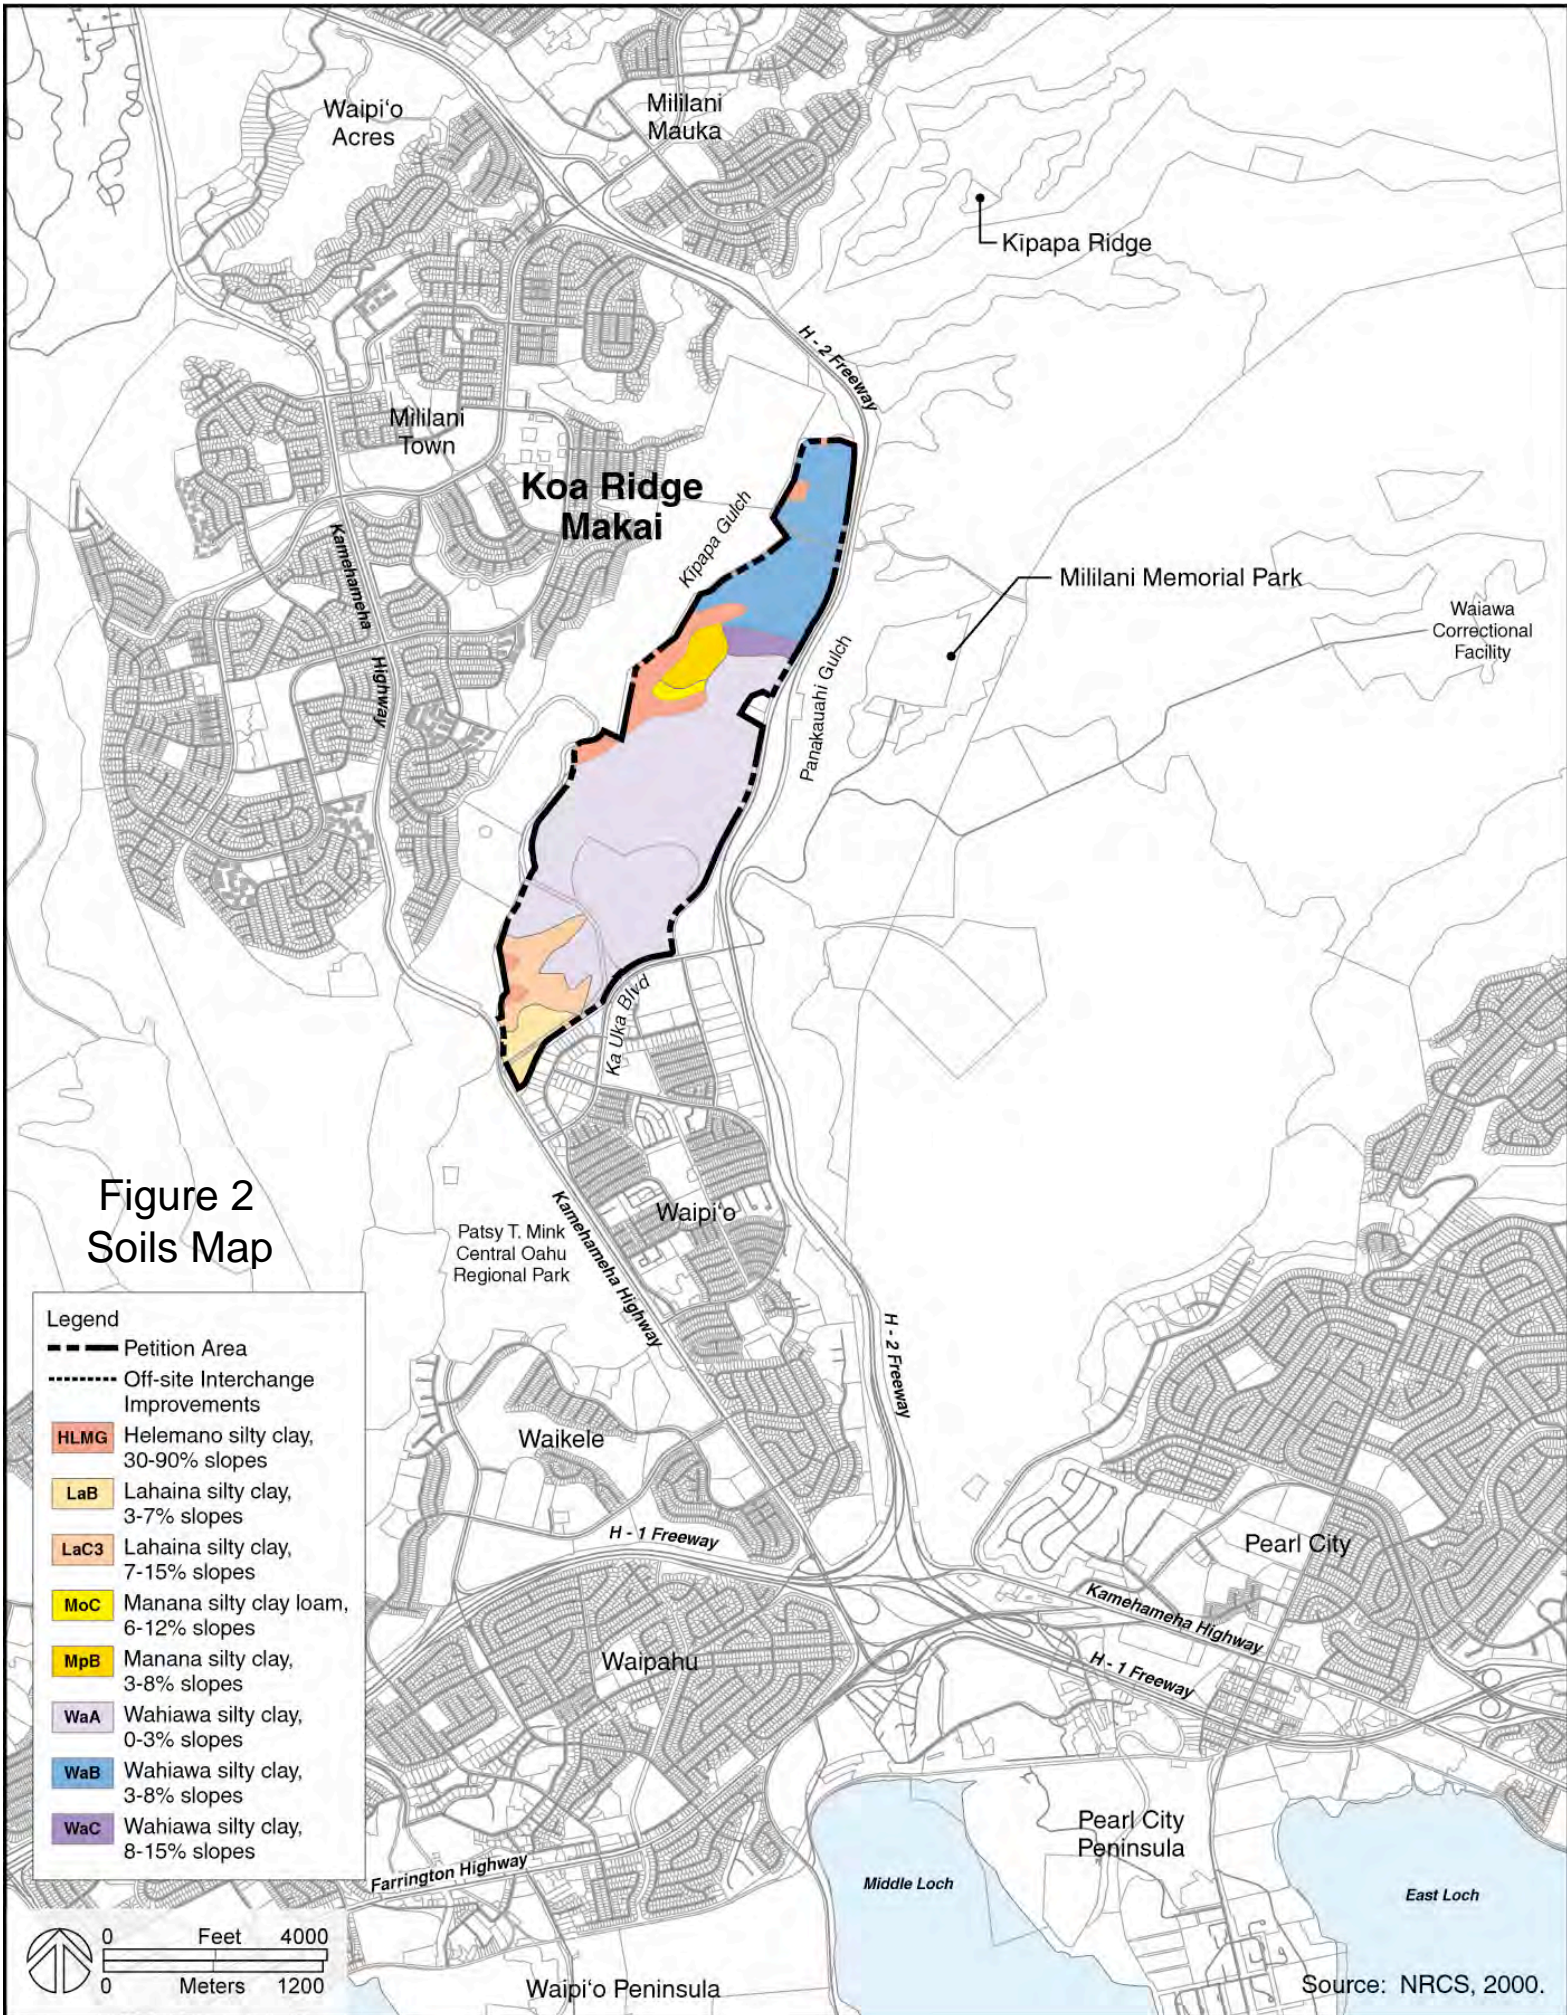 Waipi‘o
Acres
Mililani
Mauka
Kīpapa Ridge
H - 2 Freeway
Mililani
Town
Koa Ridge
Makai
Kīpapa Gulch
Kamehameha
Highway
Mililani Memorial Park
Waiawa
Correctional
Facility
Panakauahi Gulch
Ka Uka Blvd
Figure 2
Soils Map
Patsy T. Mink
Central Oahu
Regional Park
Kamehameha Highway
Waipi‘o
H - 2 Freeway
Legend
Petition Area
Off-site Interchange
Improvements
HLMG Helemano silty clay,
30-90% slopes
LaB Lahaina silty clay,
3-7% slopes
LaC3 Lahaina silty clay,
7-15% slopes
MoC Manana silty clay loam,
6-12% slopes
MpB Manana silty clay,
3-8% slopes
WaA Wahiawa silty clay,
0-3% slopes
WaB Wahiawa silty clay,
3-8% slopes
WaC Wahiawa silty clay,
8-15% slopes
Waikele
H - 1 Freeway
Pearl City
Kamehameha Highway
H - 1 Freeway
Waipahu
Pearl City
Peninsula
Farrington Highway
Middle Loch
East Loch
0 Feet 4000
0 Meters 1200
Waipi‘o Peninsula
Source: NRCS, 2000.